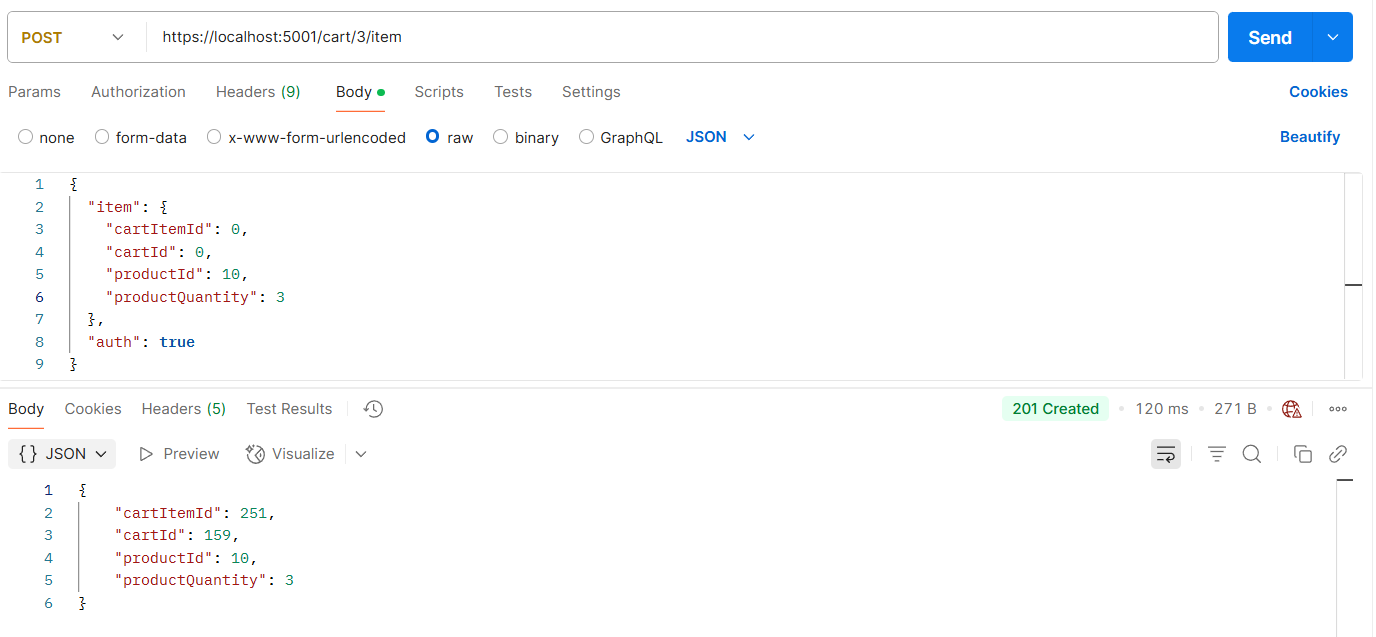 POST https://localhost:5001/cart/3/item Send
Params Authorization Headers (9) Body Scripts Tests Settings Cookies
none form-data x-www-form-urlencoded raw binary GraphQL JSON Beautify
1 {
2 "item": {
3 "cartItemId": 0,
4 "cartId": 0,
5 "productId": 10,
6 "productQuantity": 3
7 },
8 "auth": true
9 }
Body Cookies Headers (5) Test Results 201 Created 120 ms 271 B
{} JSON Preview Visualize
1 {
2 "cartItemId": 251,
3 "cartId": 159,
4 "productId": 10,
5 "productQuantity": 3
6 }